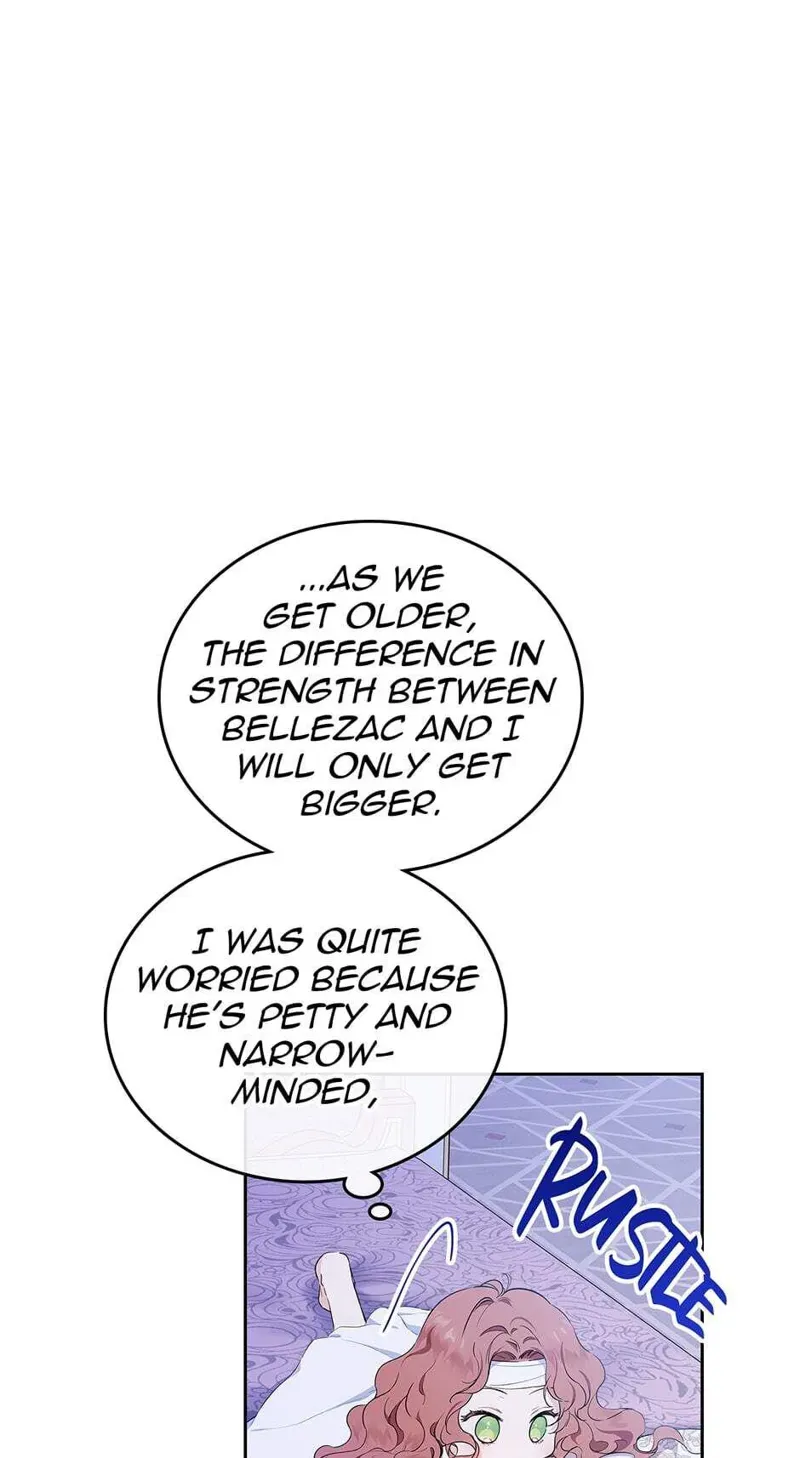 ...AS WE
GET OLDER,
THE DIFFERENCE IN
STRENGTH BETWEEN
BELLEZAC AND I
WILL ONLY GET
BIGGER.
I WAS QUITE
WORRIED BECAUSE
HE'S PETTY AND
NARROW-
MINDED,
RUSTLE